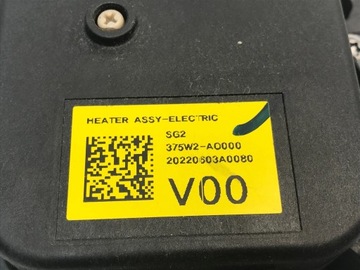 HEATER ASSY-ELECTRIC
SG2
375W2-AO000
20220603A0080
V00